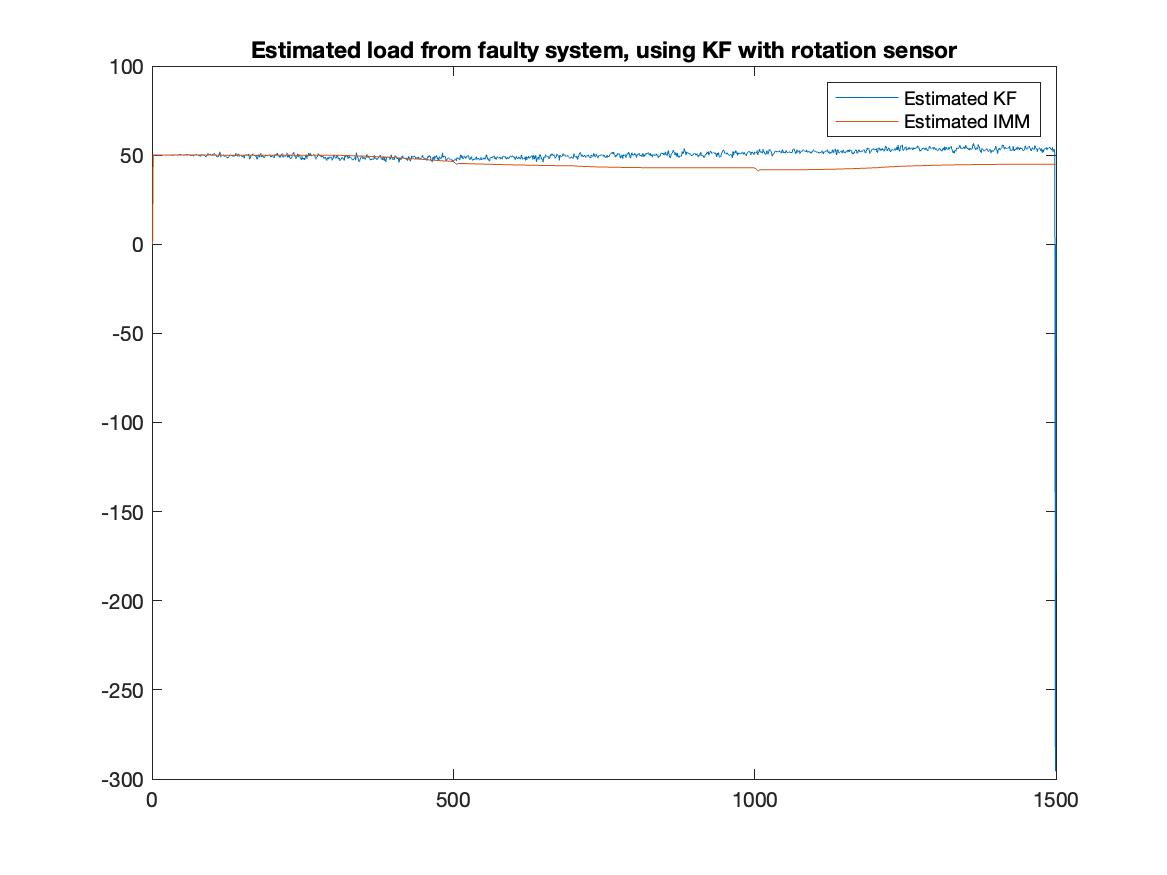 Estimated load from faulty system, using KF with rotation sensor
Estimated KF
Estimated IMM
100
50
0
-50
-100
-150
-200
-250
-300
0 500 1000 1500